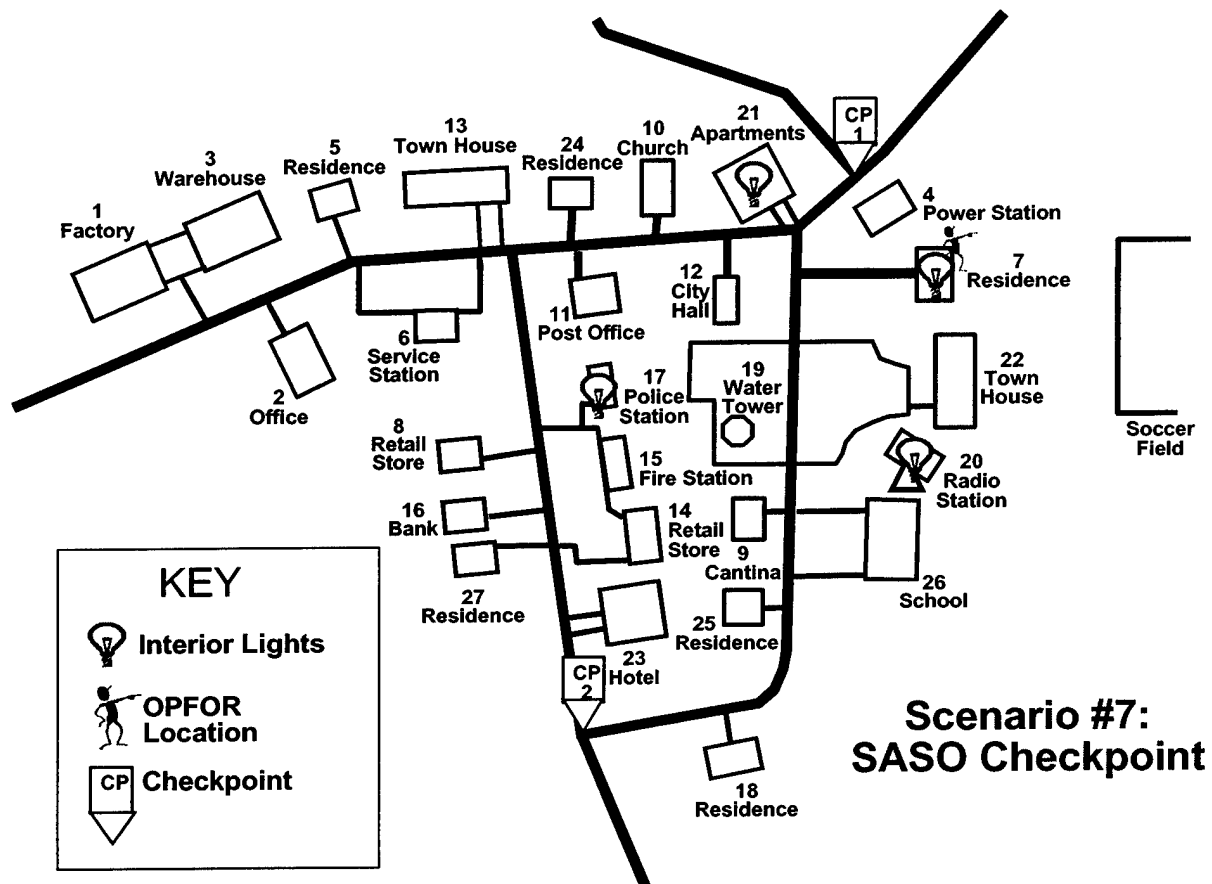 CP
1
21
Apartments
13
Town House
10
Church
24
Residence
5
Residence
3
Warehouse
1
Factory
4
Power Station
7
Residence
12
City
Hall
11
Post Office
6
Service
Station
2
Office
17
Police
Station
19
Water
Tower
22
Town
House
Soccer
Field
8
Retail
Store
15
Fire Station
20
Radio
Station
16
Bank
14
Retail
Store
9
Cantina
26
School
27
Residence
25
Residence
23
Hotel
CP
2
18
Residence
KEY
Interior Lights
OPFOR
Location
CP
Checkpoint
Scenario #7:
SASO Checkpoint